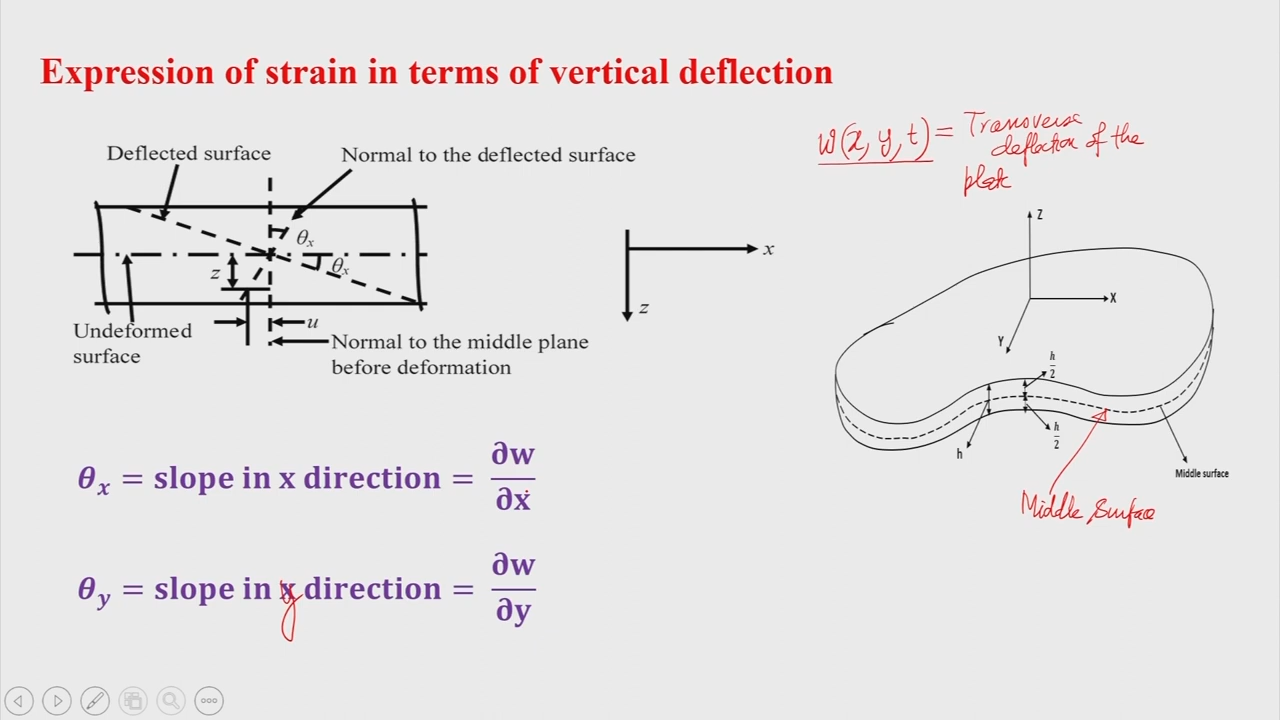 Expression of strain in terms of vertical deflection
w(x, y, t) = Transverse
deflection of the
plate
Deflected surface
Normal to the deflected surface
θx
θx
z
u
Undeformed
surface
Normal to the middle plane
before deformation
x
z
Z
X
Y
h/2
h/2
h
Middle surface
Middle Surface
θx = slope in x direction = ∂w/∂x
θy = slope in y direction = ∂w/∂y